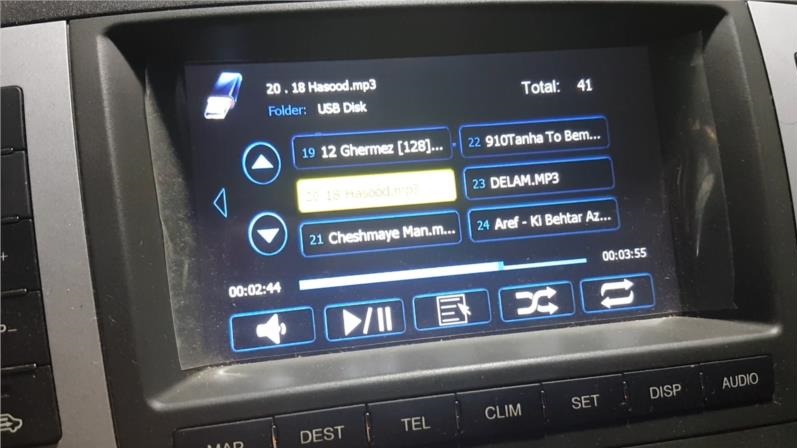 20 . 18 Hasood.mp3
Total: 41
Folder: USB Disk
19 12 Ghermez [128]...
22 910Tanha To Bem...
20 18 Hasood.mp3
23 DELAM.MP3
21 Cheshmaye Man.m...
24 Aref - Ki Behtar Az...
00:02:44
00:03:55
MAP
DEST
TEL
CLIM
SET
DISP
AUDIO